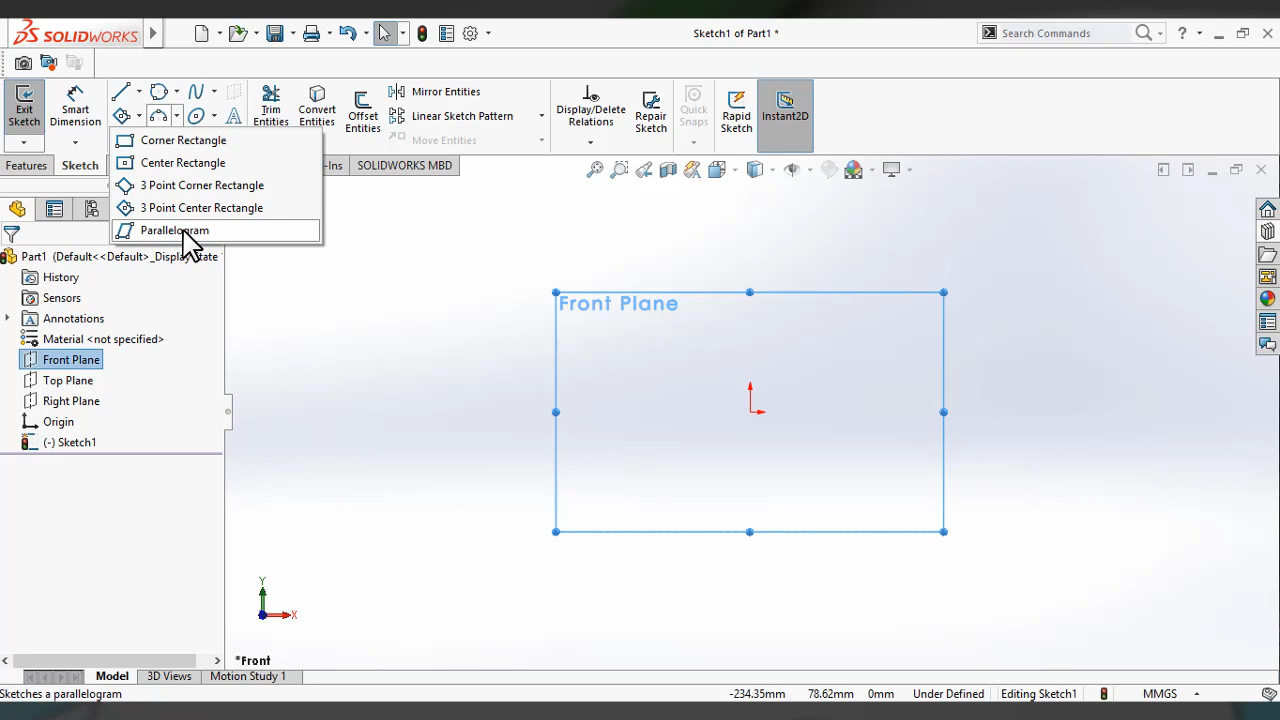 SOLIDWORKS
Sketch1 of Part1 *
Search Commands
?
Exit Sketch
Smart Dimension
Trim Entities
Convert Entities
Offset Entities
Mirror Entities
Linear Sketch Pattern
Move Entities
Display/Delete Relations
Repair Sketch
Quick Snaps
Rapid Sketch
Instant2D
Corner Rectangle
Center Rectangle
3 Point Corner Rectangle
3 Point Center Rectangle
Parallelogram
Features
Sketch
-Ins
SOLIDWORKS MBD
Part1 (Default<<Default>_Display State
History
Sensors
Annotations
Material <not specified>
Front Plane
Top Plane
Right Plane
Origin
(-) Sketch1
Front Plane
Y
X
*Front
Model
3D Views
Motion Study 1
Sketches a parallelogram
-234.35mm
78.62mm
0mm
Under Defined
Editing Sketch1
MMGS